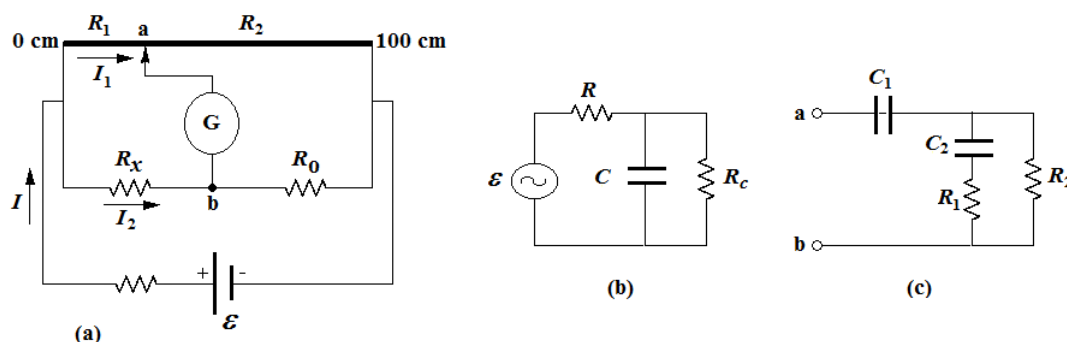 0 cm R1 a R2 100 cm
I1
G
Rx R0
b
I I2
+ -
ε
(a)
R
ε C Rc
(b)
C1
a
C2
R1 R2
b
(c)